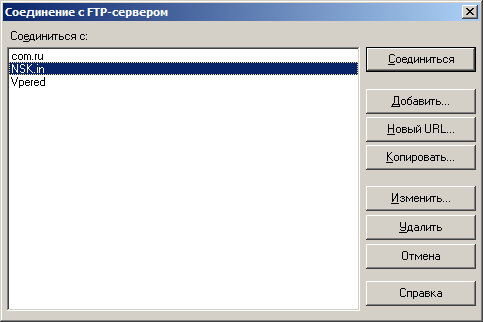 Соединение с FTP-сервером
Соединиться с:
com.ru
NSK.in
Vpered
Соединиться
Добавить...
Новый URL...
Копировать...
Изменить...
Удалить
Отмена
Справка